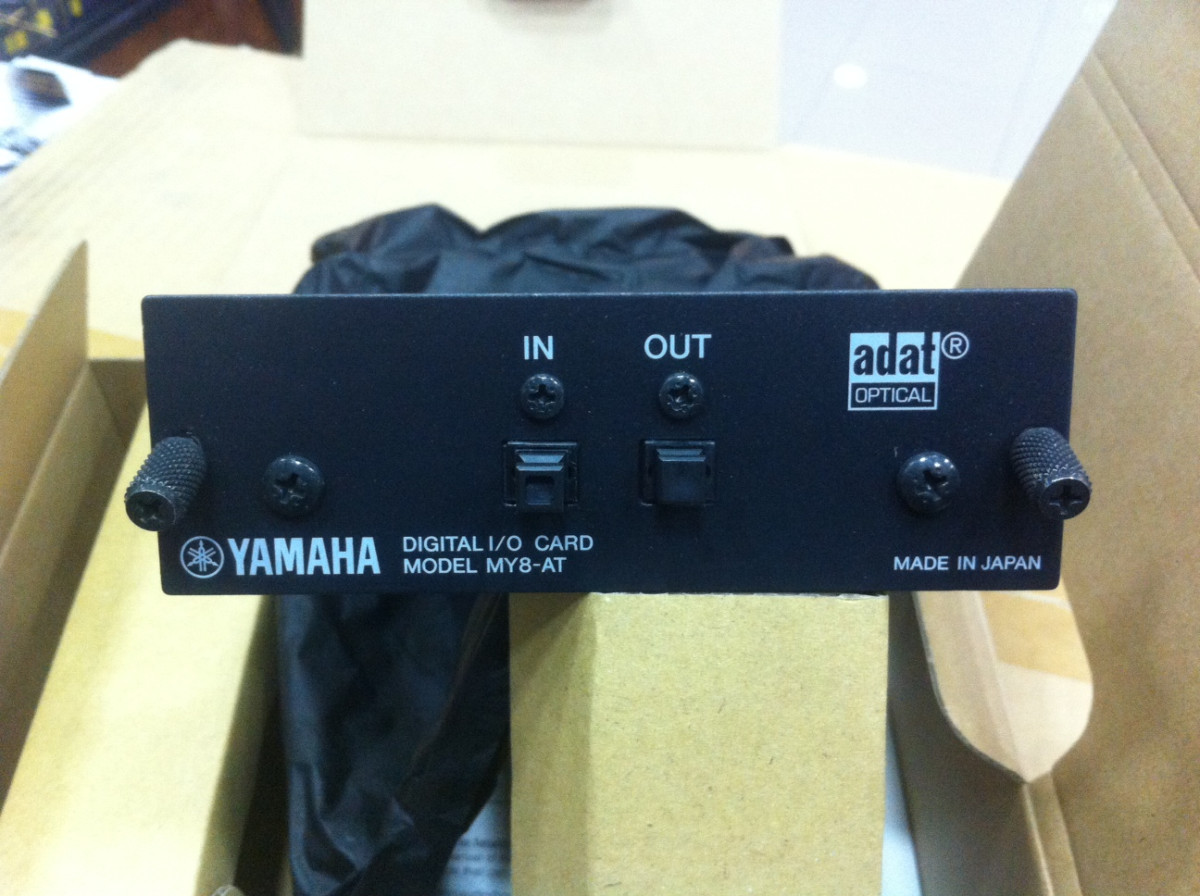 IN OUT
adat®
OPTICAL
YAMAHA
DIGITAL I/O CARD
MODEL MY8-AT
MADE IN JAPAN